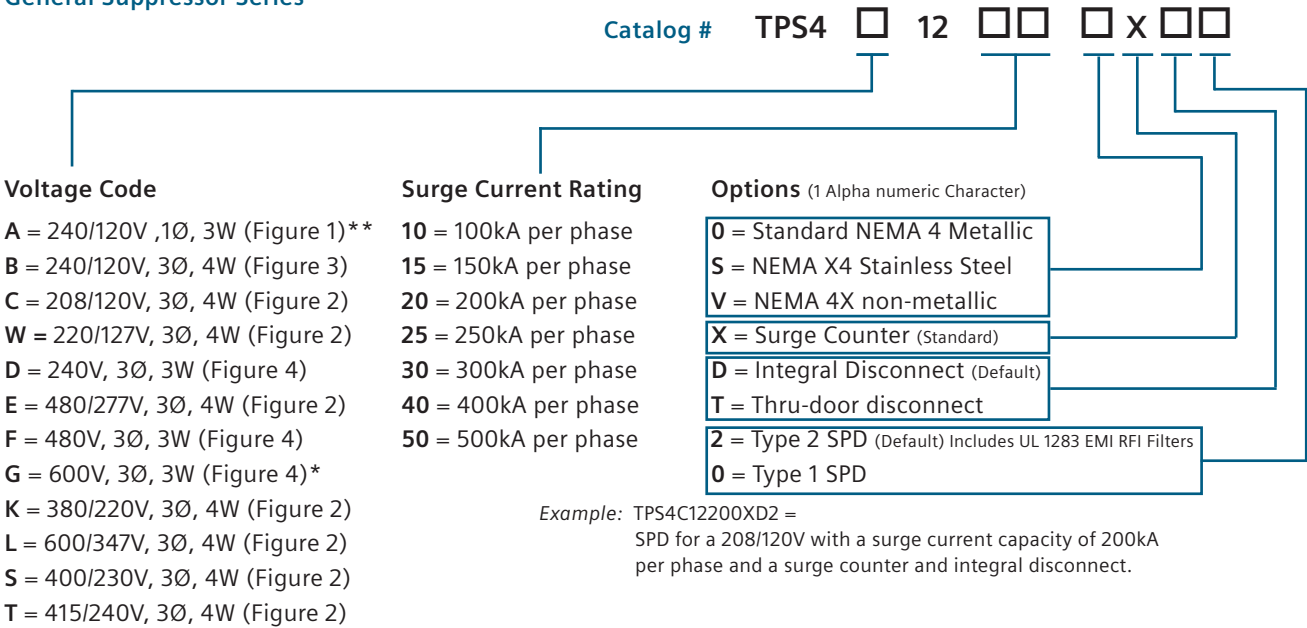 General Suppressor Series
Catalog # TPS4 □ 12 □□ □ X □□
Voltage Code
A = 240/120V ,1Ø, 3W (Figure 1)**
B = 240/120V, 3Ø, 4W (Figure 3)
C = 208/120V, 3Ø, 4W (Figure 2)
W = 220/127V, 3Ø, 4W (Figure 2)
D = 240V, 3Ø, 3W (Figure 4)
E = 480/277V, 3Ø, 4W (Figure 2)
F = 480V, 3Ø, 3W (Figure 4)
G = 600V, 3Ø, 3W (Figure 4)*
K = 380/220V, 3Ø, 4W (Figure 2)
L = 600/347V, 3Ø, 4W (Figure 2)
S = 400/230V, 3Ø, 4W (Figure 2)
T = 415/240V, 3Ø, 4W (Figure 2)
Surge Current Rating
10 = 100kA per phase
15 = 150kA per phase
20 = 200kA per phase
25 = 250kA per phase
30 = 300kA per phase
40 = 400kA per phase
50 = 500kA per phase
Options (1 Alpha numeric Character)
0 = Standard NEMA 4 Metallic
S = NEMA X4 Stainless Steel
V = NEMA 4X non-metallic
X = Surge Counter (Standard)
D = Integral Disconnect (Default)
T = Thru-door disconnect
2 = Type 2 SPD (Default) Includes UL 1283 EMI RFI Filters
0 = Type 1 SPD
Example: TPS4C12200XD2 =
SPD for a 208/120V with a surge current capacity of 200kA
per phase and a surge counter and integral disconnect.